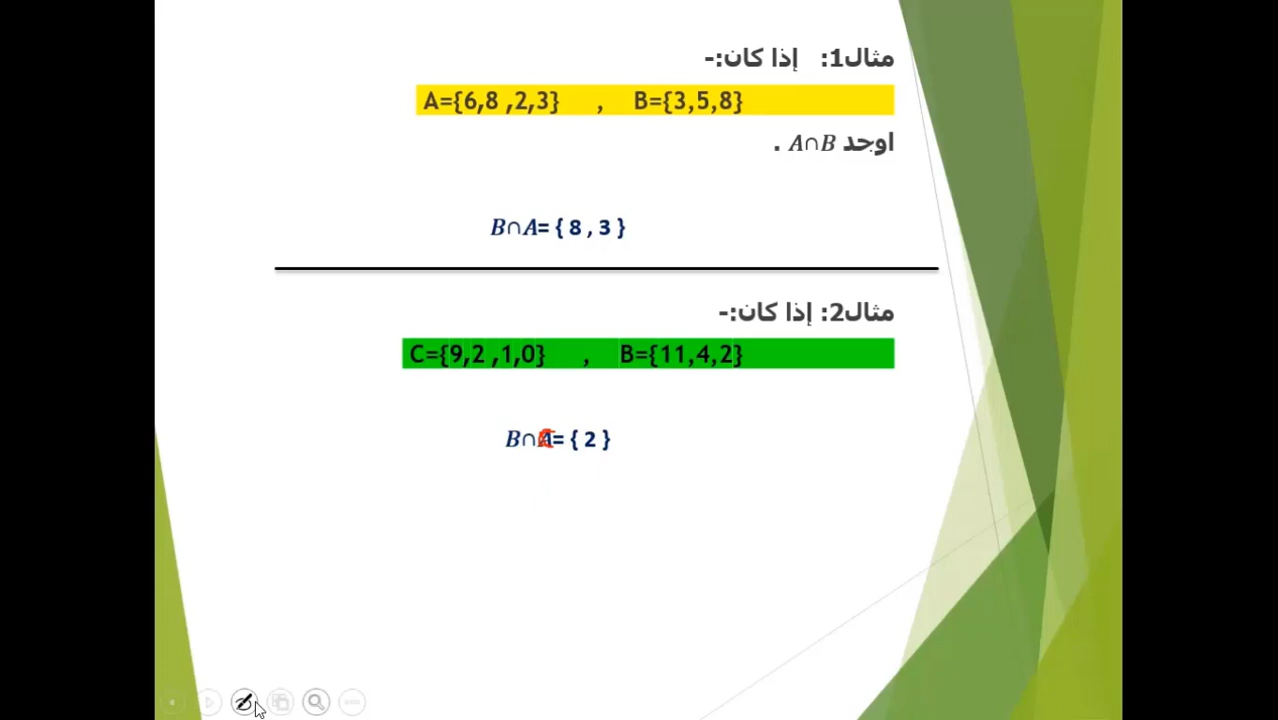 مثال1: إذا كان:-
A={6,8 ,2,3} , B={3,5,8}
اوجد A∩B .
B∩A= { 8 , 3 }
مثال2: إذا كان:-
C={9,2 ,1,0} , B={11,4,2}
B∩C= { 2 }